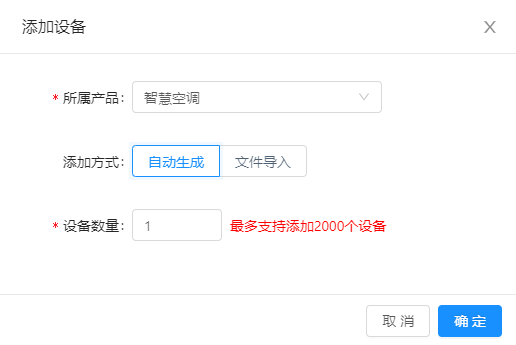 添加设备
* 所属产品: 智慧空调
添加方式: 自动生成 文件导入
* 设备数量: 1 最多支持添加2000个设备
取 消 确 定